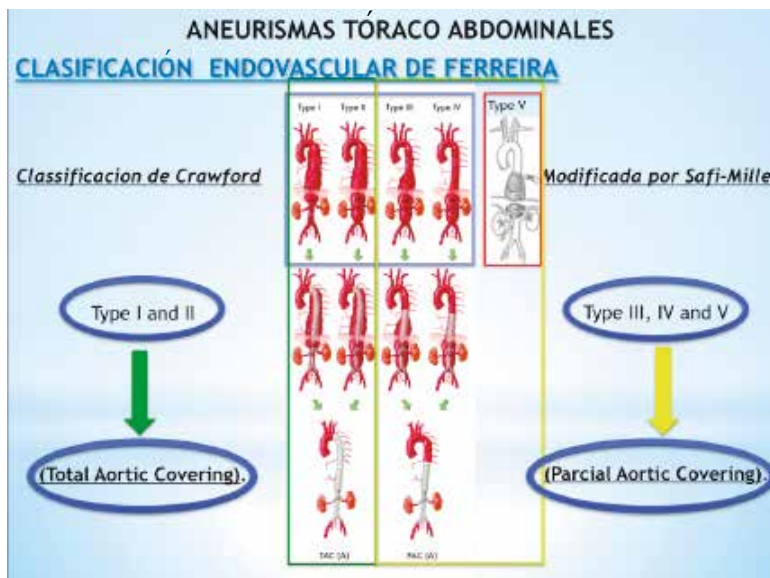 ANEURISMAS TÓRACO ABDOMINALES
CLASIFICACIÓN ENDOVASCULAR DE FERREIRA
Type I Type II Type III Type IV Type V
Classificacion de Crawford
Modificada por Safi-Mille
Type I and II
Type III, IV and V
(Total Aortic Covering).
(Parcial Aortic Covering).
TAC (A) PAC (A)